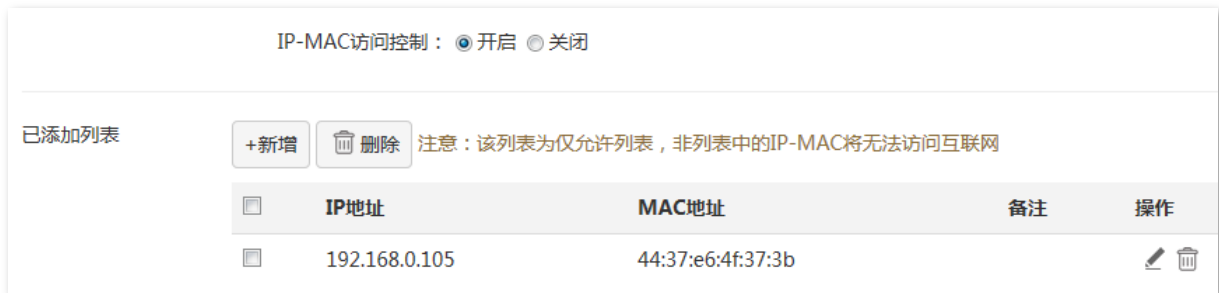 IP-MAC访问控制： 开启 关闭
已添加列表
+新增 删除 注意：该列表为仅允许列表，非列表中的IP-MAC将无法访问互联网
IP地址 MAC地址 备注 操作
192.168.0.105 44:37:e6:4f:37:3b